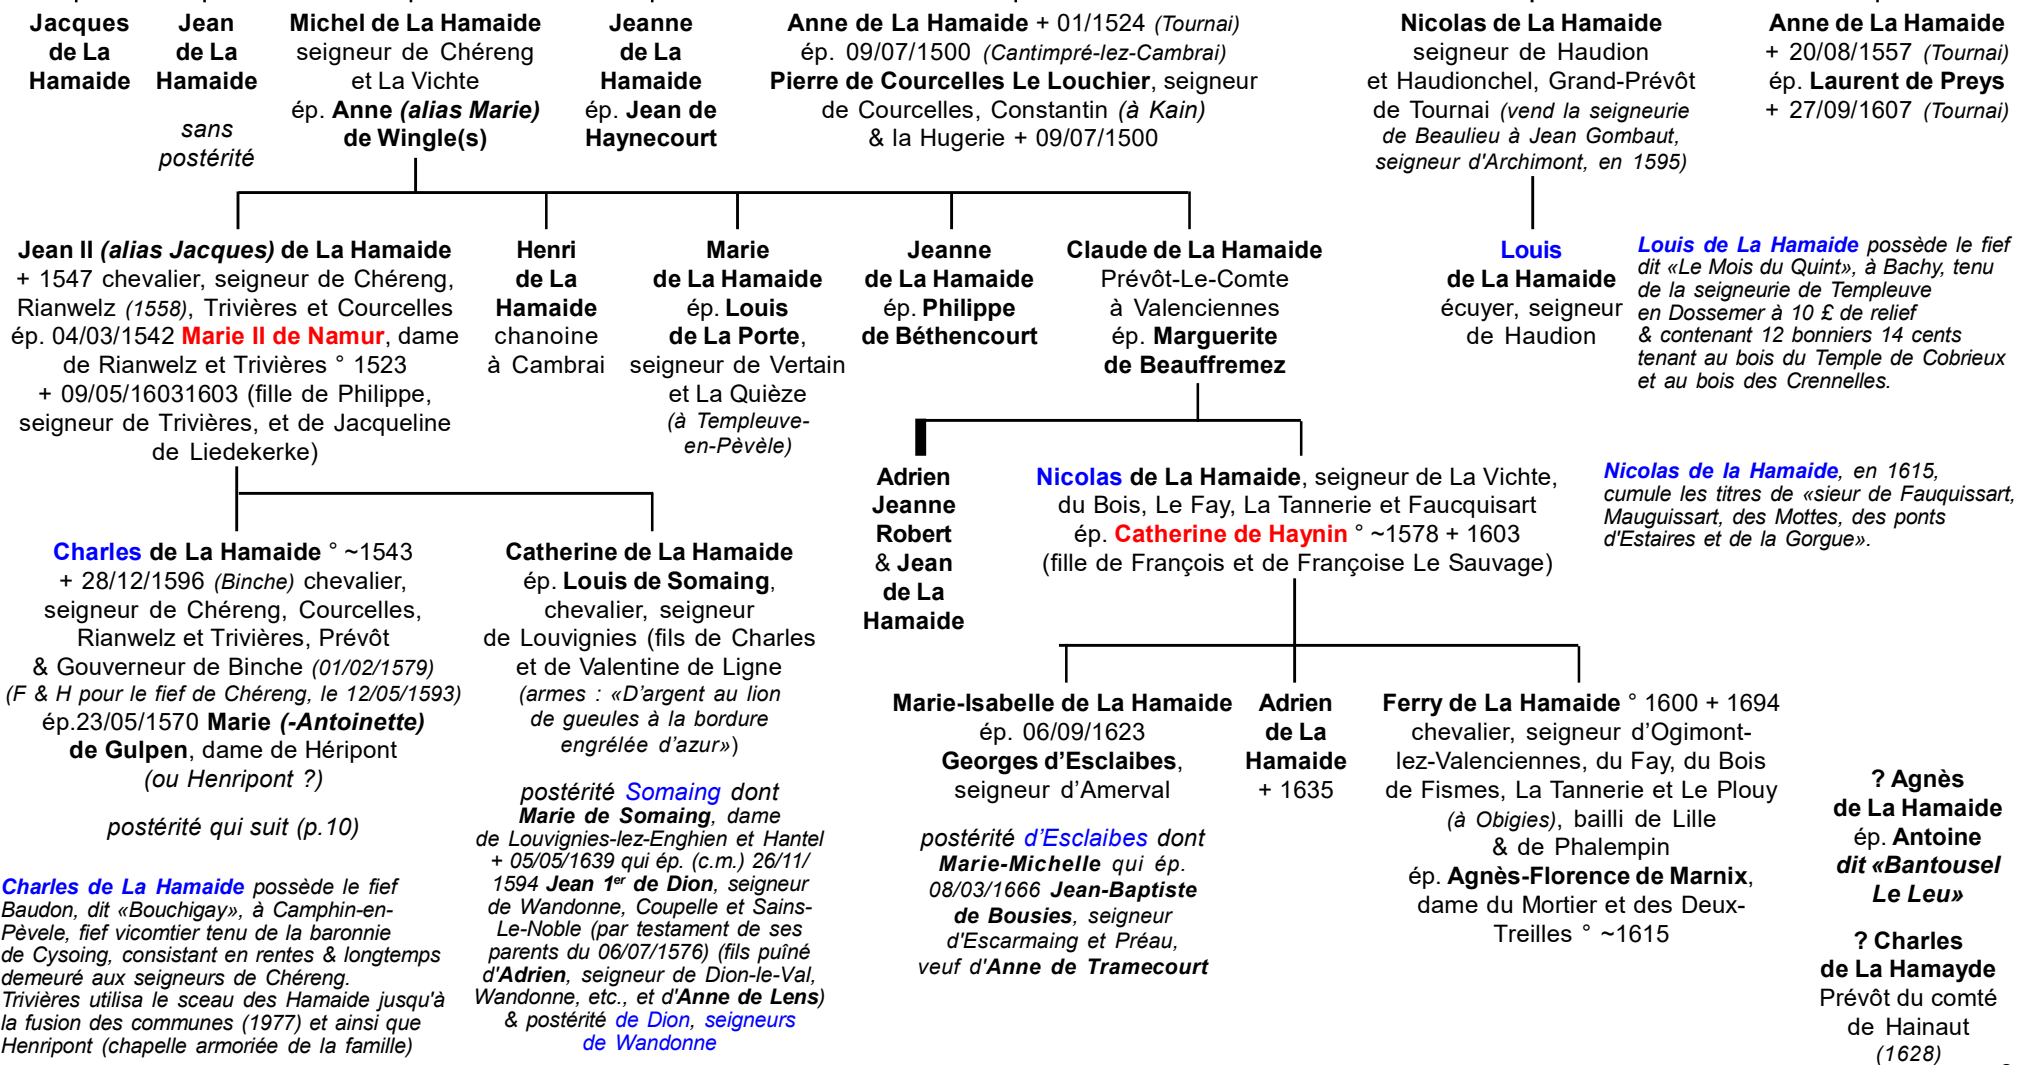 Jacques
de La
Hamaide
Jean
de La
Hamaide
sans
postérité
Michel de La Hamaide
seigneur de Chéreng
et La Vichte
ép. Anne (alias Marie)
de Wingle(s)
Jeanne
de La
Hamaide
ép. Jean de
Haynecourt
Anne de La Hamaide + 01/1524 (Tournai)
ép. 09/07/1500 (Cantimpré-lez-Cambrai)
Pierre de Courcelles Le Louchier, seigneur
de Courcelles, Constantin (à Kain)
& la Hugerie + 09/07/1500
Nicolas de La Hamaide
seigneur de Haudion
et Haudionchel, Grand-Prévôt
de Tournai (vend la seigneurie
de Beaulieu à Jean Gombaut,
seigneur d'Archimont, en 1595)
Anne de La Hamaide
+ 20/08/1557 (Tournai)
ép. Laurent de Preys
+ 27/09/1607 (Tournai)
Jean II (alias Jacques) de La Hamaide
+ 1547 chevalier, seigneur de Chéreng,
Rianwelz (1558), Trivières et Courcelles
ép. 04/03/1542 Marie II de Namur, dame
de Rianwelz et Trivières ° 1523
+ 09/05/16031603 (fille de Philippe,
seigneur de Trivières, et de Jacqueline
de Liedekerke)
Henri
de La
Hamaide
chanoine
à Cambrai
Marie
de La Hamaide
ép. Louis
de La Porte,
seigneur de Vertain
et La Quièze
(à Templeuve-
en-Pèvèle)
Jeanne
de La Hamaide
ép. Philippe
de Béthencourt
Claude de La Hamaide
Prévôt-Le-Comte
à Valenciennes
ép. Marguerite
de Beauffremez
Louis
de La Hamaide
écuyer, seigneur
de Haudion
Louis de La Hamaide possède le fief
dit «Le Mois du Quint», à Bachy, tenu
de la seigneurie de Templeuve
en Dossemer à 10 £ de relief
& contenant 12 bonniers 14 cents
tenant au bois du Temple de Cobrieux
et au bois des Crennelles.
Adrien
Jeanne
Robert
& Jean
de La
Hamaide
Nicolas de La Hamaide, seigneur de La Vichte,
du Bois, Le Fay, La Tannerie et Faucquisart
ép. Catherine de Haynin ° ~1578 + 1603
(fille de François et de Françoise Le Sauvage)
Nicolas de la Hamaide, en 1615,
cumule les titres de «sieur de Fauquissart,
Mauguissart, des Mottes, des ponts
d'Estaires et de la Gorgue».
Charles de La Hamaide ° ~1543
+ 28/12/1596 (Binche) chevalier,
seigneur de Chéreng, Courcelles,
Rianwelz et Trivières, Prévôt
& Gouverneur de Binche (01/02/1579)
(F & H pour le fief de Chéreng, le 12/05/1593)
ép.23/05/1570 Marie (-Antoinette)
de Gulpen, dame de Héripont
(ou Henripont ?)
postérité qui suit (p.10)
Charles de La Hamaide possède le fief
Baudon, dit «Bouchigay», à Camphin-en-
Pèvele, fief vicomtier tenu de la baronnie
de Cysoing, consistant en rentes & longtemps
demeuré aux seigneurs de Chéreng.
Trivières utilisa le sceau des Hamaide jusqu'à
la fusion des communes (1977) et ainsi que
Henripont (chapelle armoriée de la famille)
Catherine de La Hamaide
ép. Louis de Somaing,
chevalier, seigneur
de Louvignies (fils de Charles
et de Valentine de Ligne
(armes : «D'argent au lion
de gueules à la bordure
engrélée d'azur»)
postérité Somaing dont
Marie de Somaing, dame
de Louvignies-lez-Enghien et Hantel
+ 05/05/1639 qui ép. (c.m.) 26/11/
1594 Jean 1er de Dion, seigneur
de Wandonne, Coupelle et Sains-
Le-Noble (par testament de ses
parents du 06/07/1576) (fils puîné
d'Adrien, seigneur de Dion-le-Val,
Wandonne, etc., et d'Anne de Lens)
& postérité de Dion, seigneurs
de Wandonne
Marie-Isabelle de La Hamaide
ép. 06/09/1623
Georges d'Esclaibes,
seigneur d'Amerval
postérité d'Esclaibes dont
Marie-Michelle qui ép.
08/03/1666 Jean-Baptiste
de Bousies, seigneur
d'Escarmaing et Préau,
veuf d'Anne de Tramecourt
Adrien
de La
Hamaide
+ 1635
Ferry de La Hamaide ° 1600 + 1694
chevalier, seigneur d'Ogimont-
lez-Valenciennes, du Fay, du Bois
de Fismes, La Tannerie et Le Plouy
(à Obigies), bailli de Lille
& de Phalempin
ép. Agnès-Florence de Marnix,
dame du Mortier et des Deux-
Treilles ° ~1615
? Agnès
de La Hamaide
ép. Antoine
dit «Bantousel
Le Leu»
? Charles
de La Hamayde
Prévôt du comté
de Hainaut
(1628)